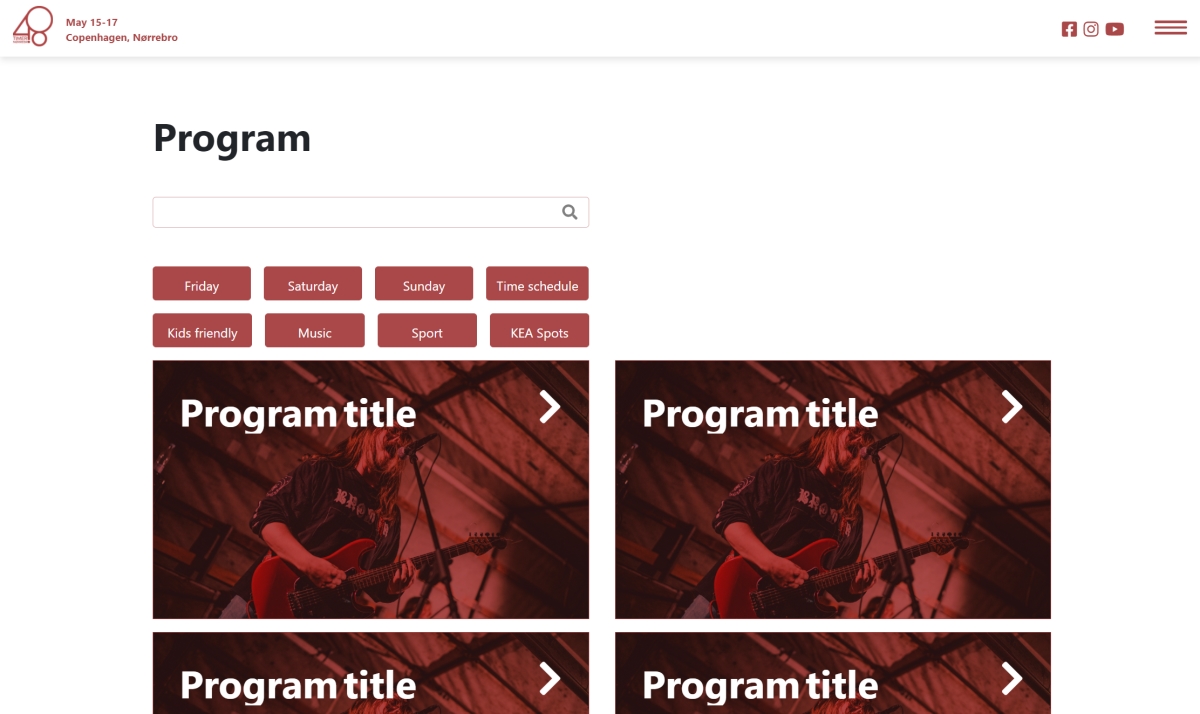 48
TIMER
May 15-17
Copenhagen, Nørrebro
Program
Friday
Saturday
Sunday
Time schedule
Kids friendly
Music
Sport
KEA Spots
Program title
Program title
Program title
Program title